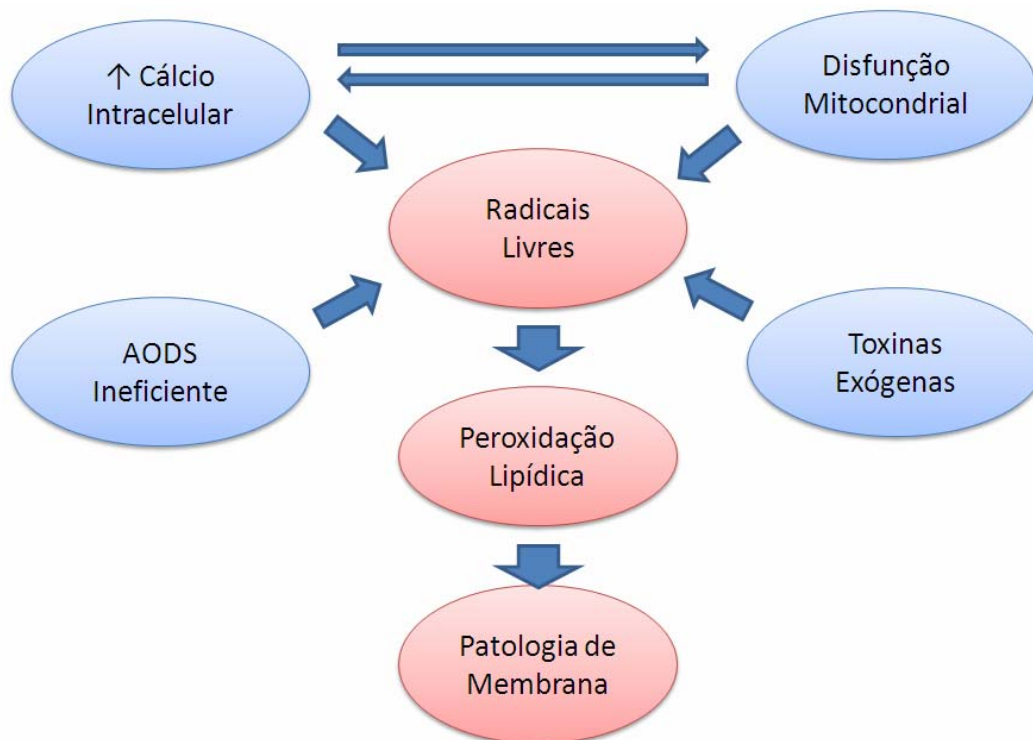 ↑ Cálcio
Intracelular
Disfunção
Mitocondrial
Radicais
Livres
AODS
Ineficiente
Toxinas
Exógenas
Peroxidação
Lipídica
Patologia de
Membrana